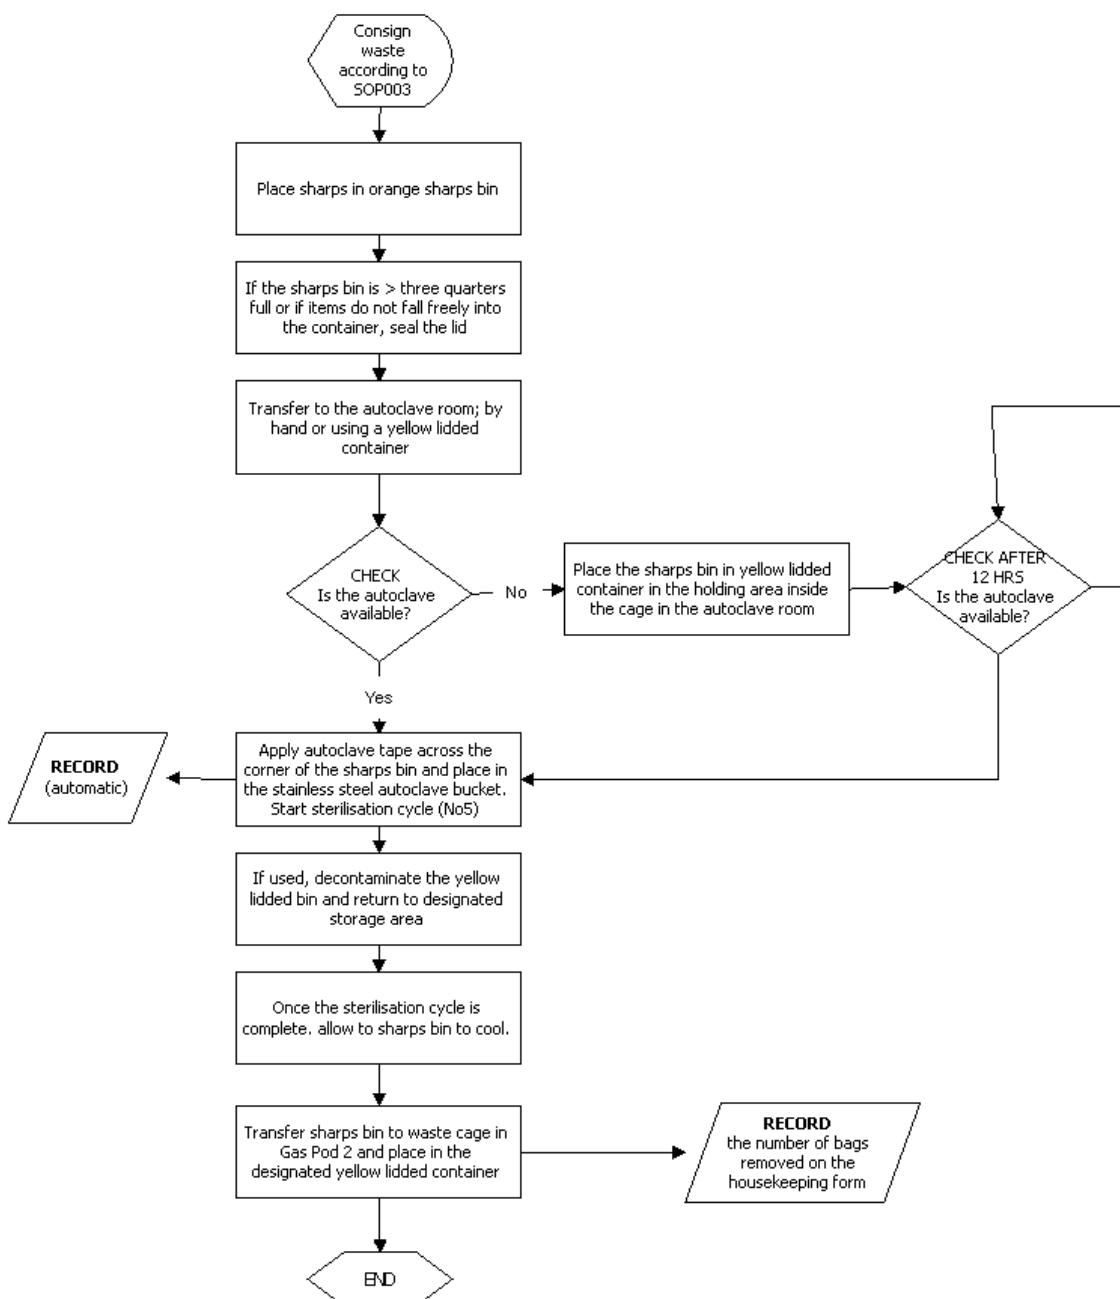 Consign
waste
according to
SOP003
Place sharps in orange sharps bin
If the sharps bin is > three quarters
full or if items do not fall freely into
the container, seal the lid
Transfer to the autoclave room; by
hand or using a yellow lidded
container
CHECK
Is the autoclave
available?
No
Place the sharps bin in yellow lidded
container in the holding area inside
the cage in the autoclave room
CHECK AFTER
12 HRS
Is the autoclave
available?
Yes
RECORD
(automatic)
Apply autoclave tape across the
corner of the sharps bin and place in
the stainless steel autoclave bucket.
Start sterilisation cycle (No5)
If used, decontaminate the yellow
lidded bin and return to designated
storage area
Once the sterilisation cycle is
complete. allow to sharps bin to cool.
Transfer sharps bin to waste cage in
Gas Pod 2 and place in the
designated yellow lidded container
RECORD
the number of bags
removed on the
housekeeping form
END